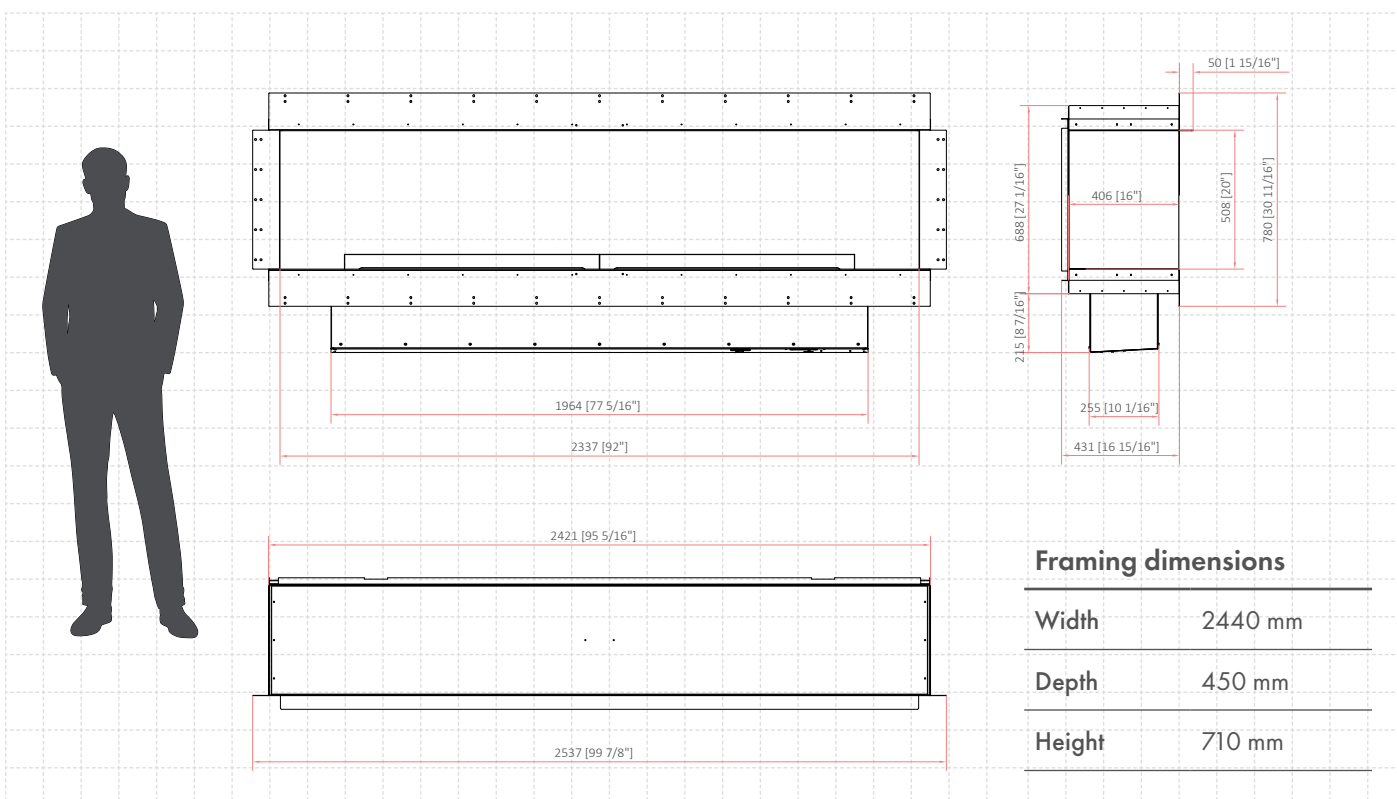 50 [1 15/16"]
688 [27 1/16"]
406 [16"]
508 [20"]
780 [30 11/16"]
215 [8 7/16"]
1964 [77 5/16"]
255 [10 1/16"]
2337 [92"]
431 [16 15/16"]
2421 [95 5/16"]
2537 [99 7/8"]
Framing dimensions
Width 2440 mm
Depth 450 mm
Height 710 mm